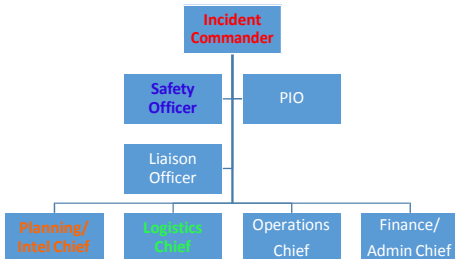 Incident
Commander
Safety
Officer
PIO
Liaison
Officer
Planning/
Intel Chief
Logistics
Chief
Operations
Chief
Finance/
Admin Chief